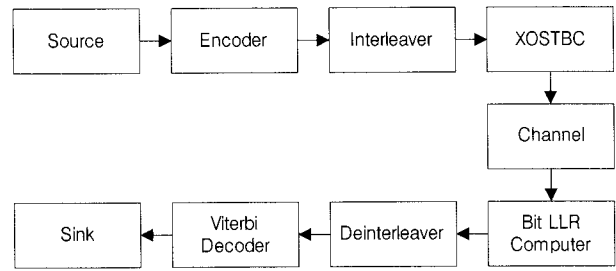 Source
Encoder
Interleaver
XOSTBC
Channel
Bit LLR
Computer
Deinterleaver
Viterbi
Decoder
Sink